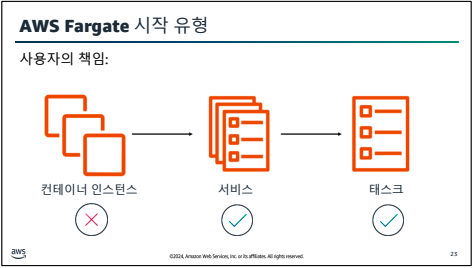 AWS Fargate 시작 유형
사용자의 책임:
컨테이너 인스턴스
서비스
태스크
aws
©2024, Amazon Web Services, Inc. or its affiliates. All rights reserved.
23